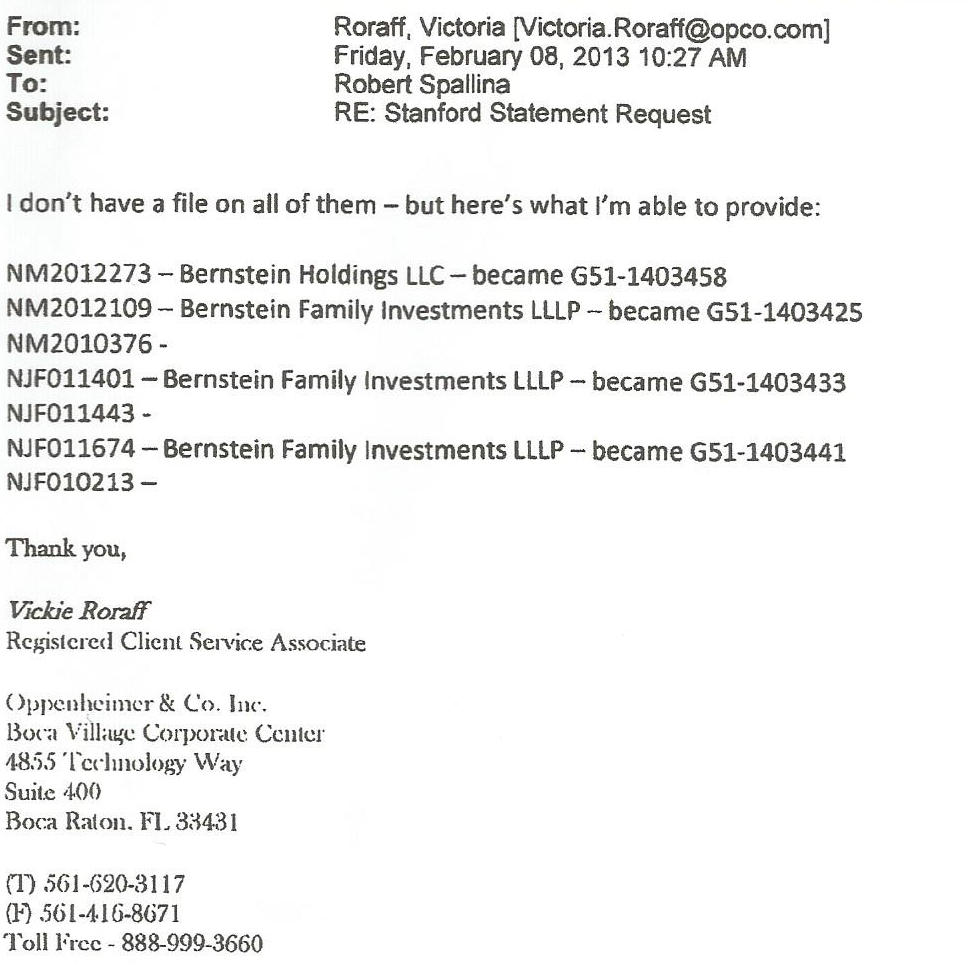 From: Roraff, Victoria [Victoria.Roraff@opco.com]
Sent: Friday, February 08, 2013 10:27 AM
To: Robert Spallina
Subject: RE: Stanford Statement Request
I don't have a file on all of them – but here's what I'm able to provide:
NM2012273 – Bernstein Holdings LLC – became G51-1403458
NM2012109 – Bernstein Family Investments LLLP – became G51-1403425
NM2010376 -
NJF011401 – Bernstein Family Investments LLLP – became G51-1403433
NJF011443 -
NJF011674 – Bernstein Family Investments LLLP – became G51-1403441
NJF010213 –
Thank you,
Vickie Roraff
Registered Client Service Associate
Oppenheimer & Co. Inc.
Boca Village Corporate Center
4855 Technology Way
Suite 400
Boca Raton, FL 33431
(T) 561-620-3117
(F) 561-416-8671
Toll Free - 888-999-3660